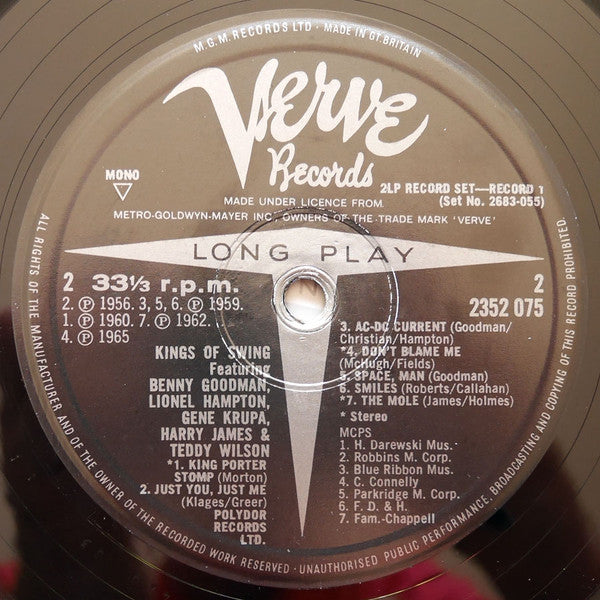 M.G.M. RECORDS LTD · MADE IN GT. BRITAIN
Verve
Records
MONO
2LP RECORD SET—RECORD 1
(Set No. 2683-055)
MADE UNDER LICENCE FROM
METRO-GOLDWYN-MAYER INC., OWNERS OF THE TRADE MARK 'VERVE'
LONG PLAY
2 33⅓ r.p.m.
2. ℗ 1956. 3, 5, 6. ℗ 1959.
1. ℗ 1960. 7. ℗ 1962.
4. ℗ 1965
KINGS OF SWING
Featuring
BENNY GOODMAN,
LIONEL HAMPTON,
GENE KRUPA,
HARRY JAMES &
TEDDY WILSON
*1. KING PORTER
STOMP (Morton)
2. JUST YOU, JUST ME
(Klages/Greer)
POLYDOR
RECORDS
LTD.
2
2352 075
3. AC-DC CURRENT (Goodman/
Christian/Hampton)
*4. DON'T BLAME ME
(McHugh/Fields)
5. SPACE, MAN (Goodman)
6. SMILES (Roberts/Callahan)
*7. THE MOLE (James/Holmes)
* Stereo
MCPS
1. H. Darewski Mus.
2. Robbins M. Corp.
3. Blue Ribbon Mus.
4. C. Connelly
5. Parkridge M. Corp.
6. F. D. & H.
7. Fam.-Chappell
ALL RIGHTS OF THE MANUFACTURER AND OF THE OWNER OF THE RECORDED WORK RESERVED — UNAUTHORISED PUBLIC PERFORMANCE, BROADCASTING AND COPYING OF THIS RECORD PROHIBITED.